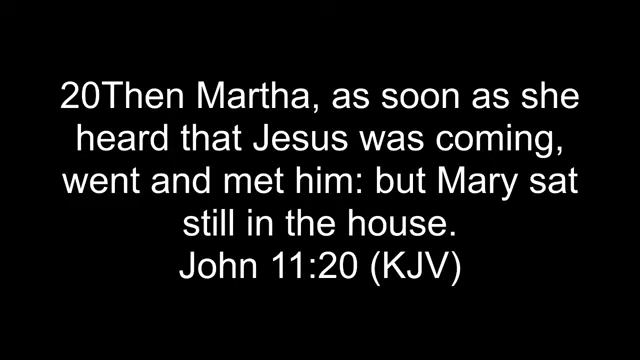 20Then Martha, as soon as she
heard that Jesus was coming,
went and met him: but Mary sat
still in the house.
John 11:20 (KJV)